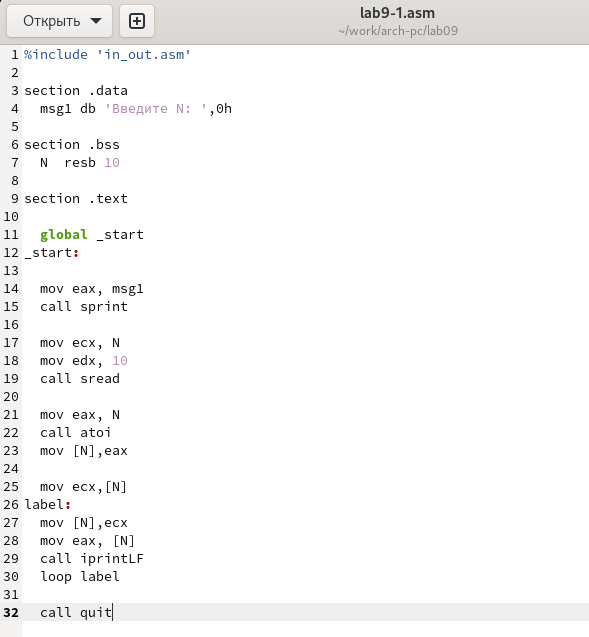 Открыть
lab9-1.asm
~/work/arch-pc/lab09
1 %include 'in_out.asm'
2
3 section .data
4   msg1 db 'Введите N: ',0h
5
6 section .bss
7   N  resb 10
8
9 section .text
10
11   global _start
12 _start:
13
14   mov eax, msg1
15   call sprint
16
17   mov ecx, N
18   mov edx, 10
19   call sread
20
21   mov eax, N
22   call atoi
23   mov [N],eax
24
25   mov ecx,[N]
26 label:
27   mov [N],ecx
28   mov eax, [N]
29   call iprintLF
30   loop label
31
32   call quit